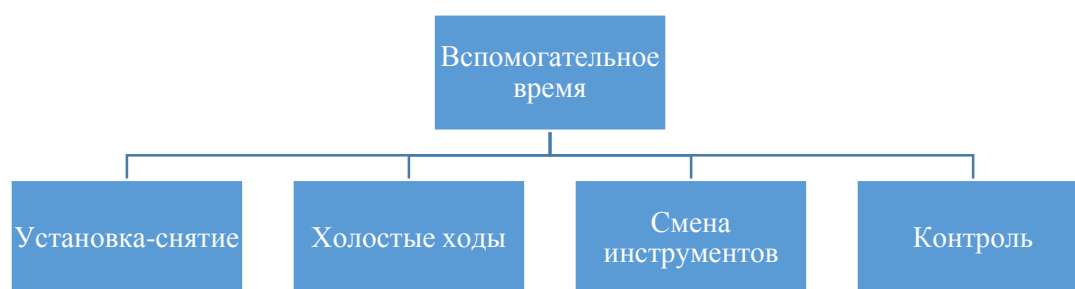 Вспомогательное
время
Установка-снятие
Холостые ходы
Смена
инструментов
Контроль